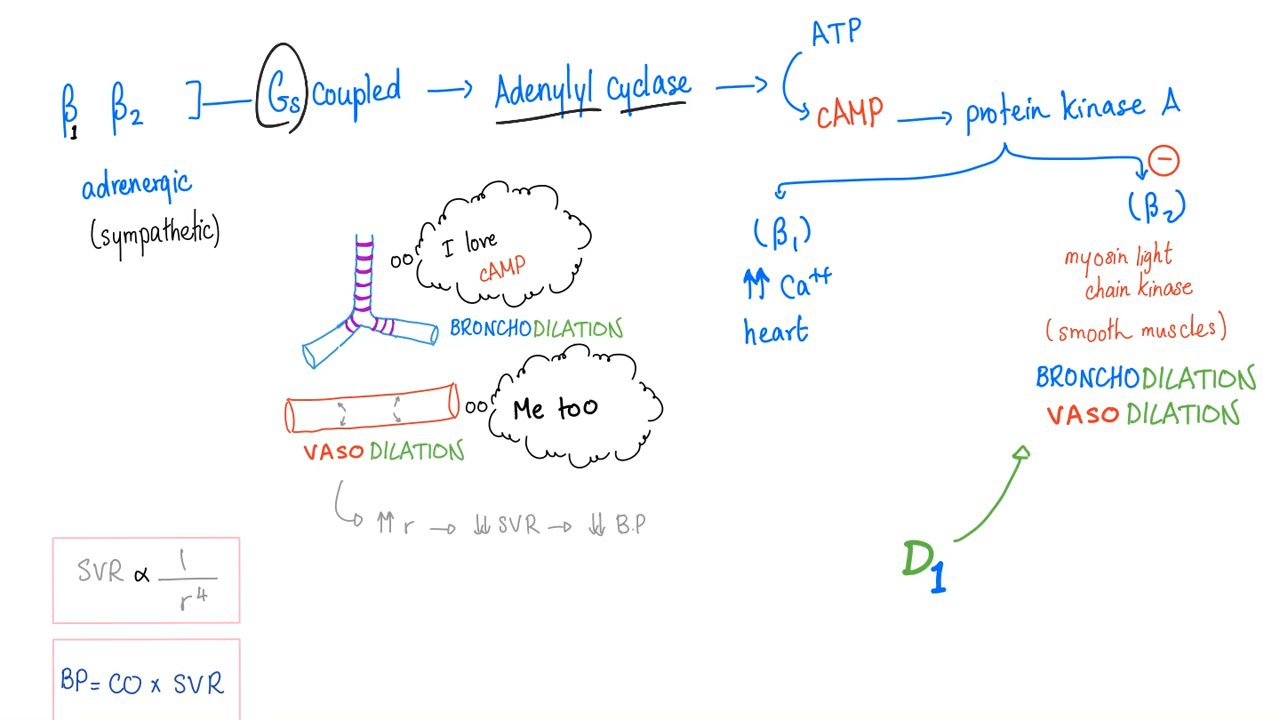 β1 β2 ] Gs Coupled → Adenylyl cyclase →
ATP
cAMP → protein kinase A
adrenergic
(sympathetic)
I love
cAMP
BRONCHODILATION
Me too
VASODILATION
↑↑ r → ↓↓ SVR → ↓↓ B.P
(β1)
↑↑ Ca++
heart
−
(β2)
myosin light
chain kinase
(smooth muscles)
BRONCHODILATION
VASODILATION
D1
SVR ∝ 1
r4
BP = CO x SVR